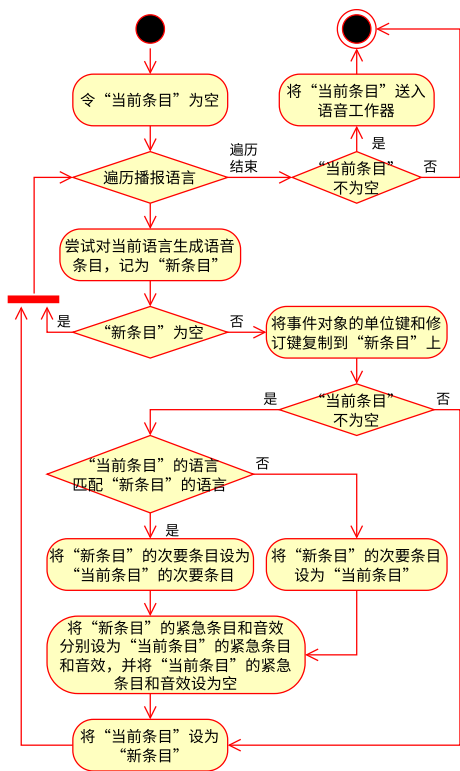 令“当前条目”为空
将“当前条目”送入
语音工作器
遍历
结束
是
遍历播报语言
“当前条目”
不为空
否
尝试对当前语言生成语音
条目，记为“新条目”
是
“新条目”为空
否
将事件对象的单位键和修
订键复制到“新条目”上
是
“当前条目”
不为空
否
“当前条目”的语言
匹配“新条目”的语言
否
是
将“新条目”的次要条目设为
“当前条目”的次要条目
将“新条目”的次要条目
设为“当前条目”
将“新条目”的紧急条目和音效
分别设为“当前条目”的紧急条目
和音效，并将“当前条目”的紧急
条目和音效设为空
将“当前条目”设为
“新条目”